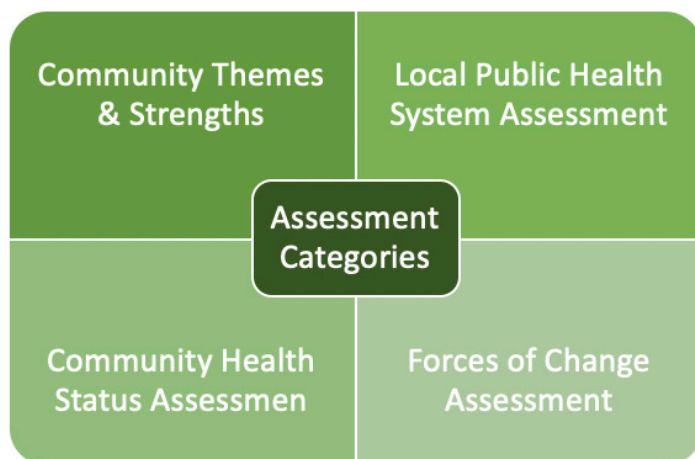 Community Themes
& Strengths
Local Public Health
System Assessment
Assessment
Categories
Community Health
Status Assessmen
Forces of Change
Assessment